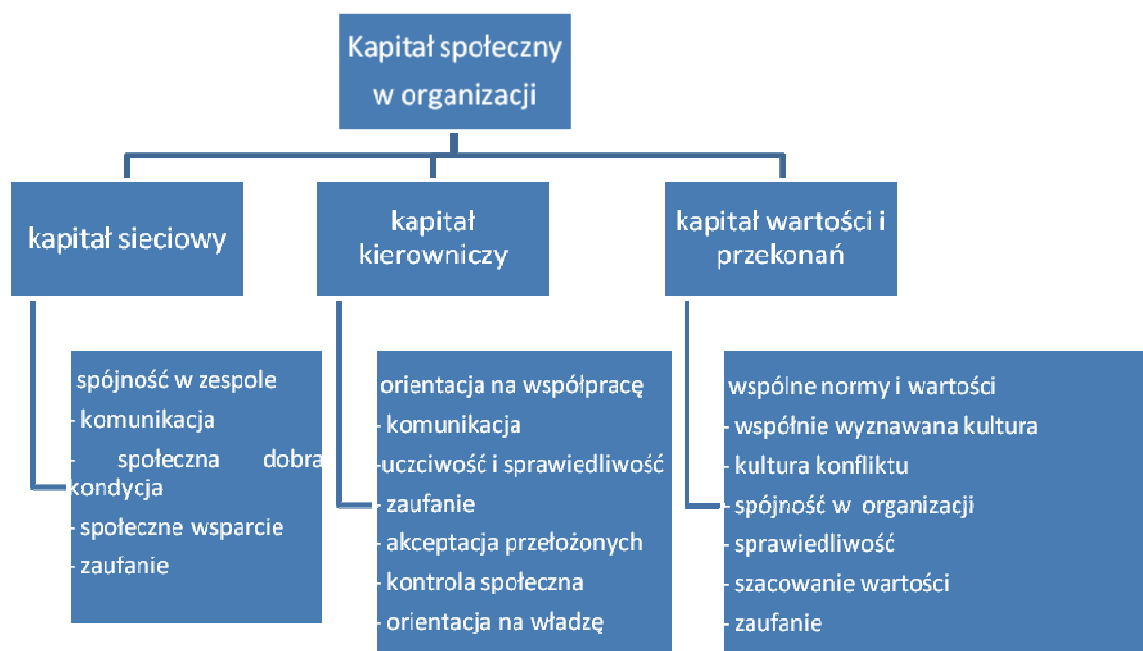 Kapitał społeczny
w organizacji
kapitał sieciowy
kapitał
kierowniczy
kapitał wartości i
przekonań
spójność w zespole
- komunikacja
- społeczna dobra
kondycja
- społeczne wsparcie
- zaufanie
orientacja na współpracę
- komunikacja
-uczciwość i sprawiedliwość
- zaufanie
- akceptacja przełożonych
- kontrola społeczna
- orientacja na władzę
wspólne normy i wartości
- współnie wyznawana kultura
- kultura konfliktu
- spójność w organizacji
- sprawiedliwość
- szacowanie wartości
- zaufanie